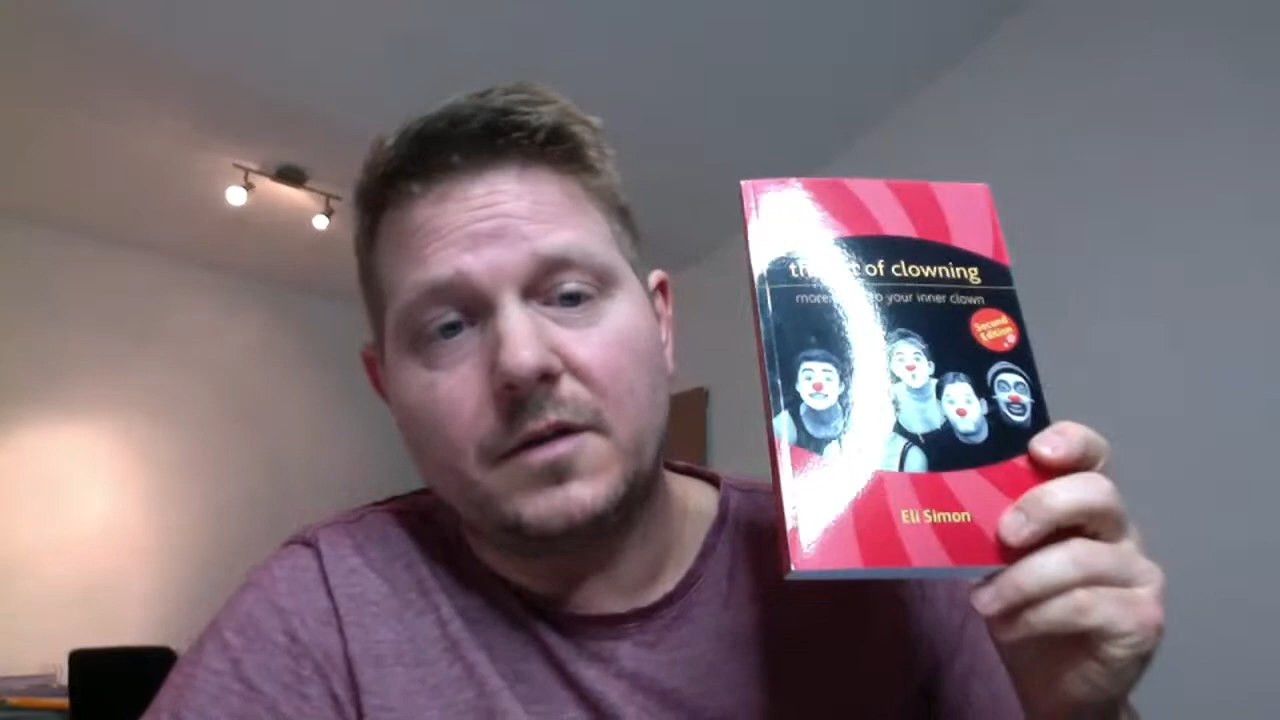 of clowning
your inner clown
Second
Edition
Eli Simon